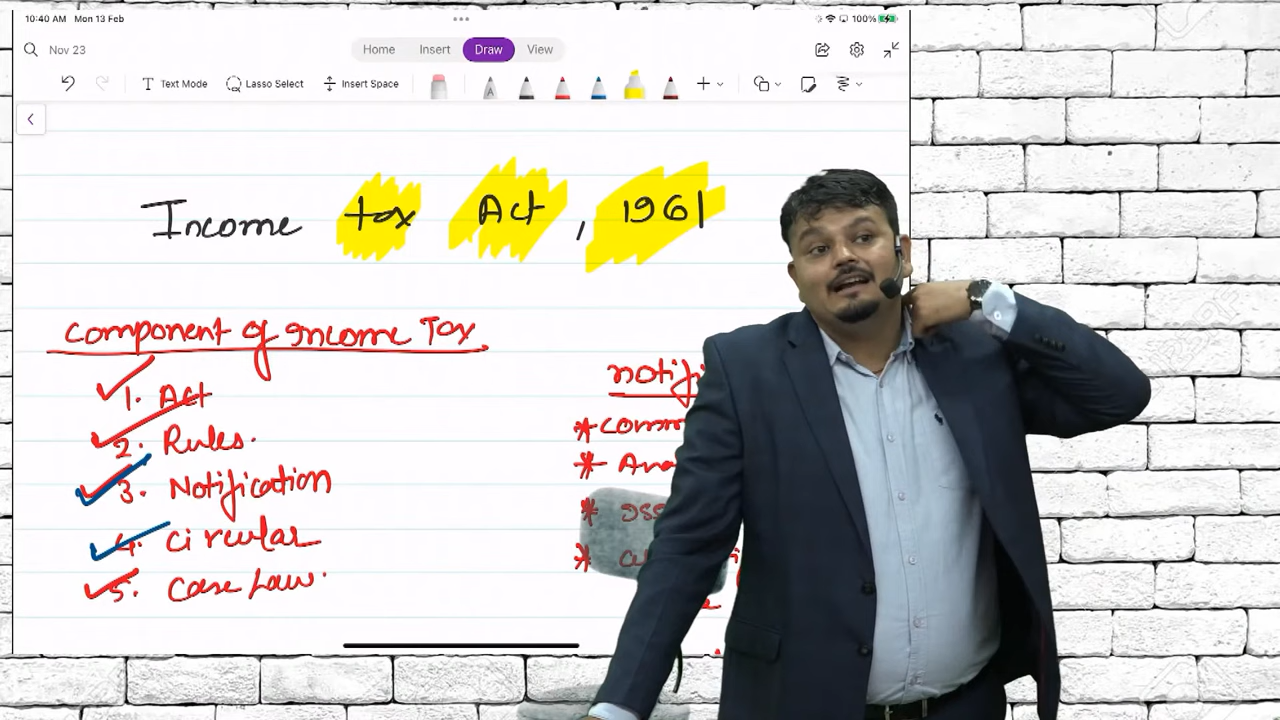 10:40 AM Mon 13 Feb
100%
Nov 23
Home Insert Draw View
Text Mode Lasso Select Insert Space
Income Tax Act, 1961
Component of Income Tax
1. Act
2. Rules.
3. Notification
4. Circular
5. Case Law.